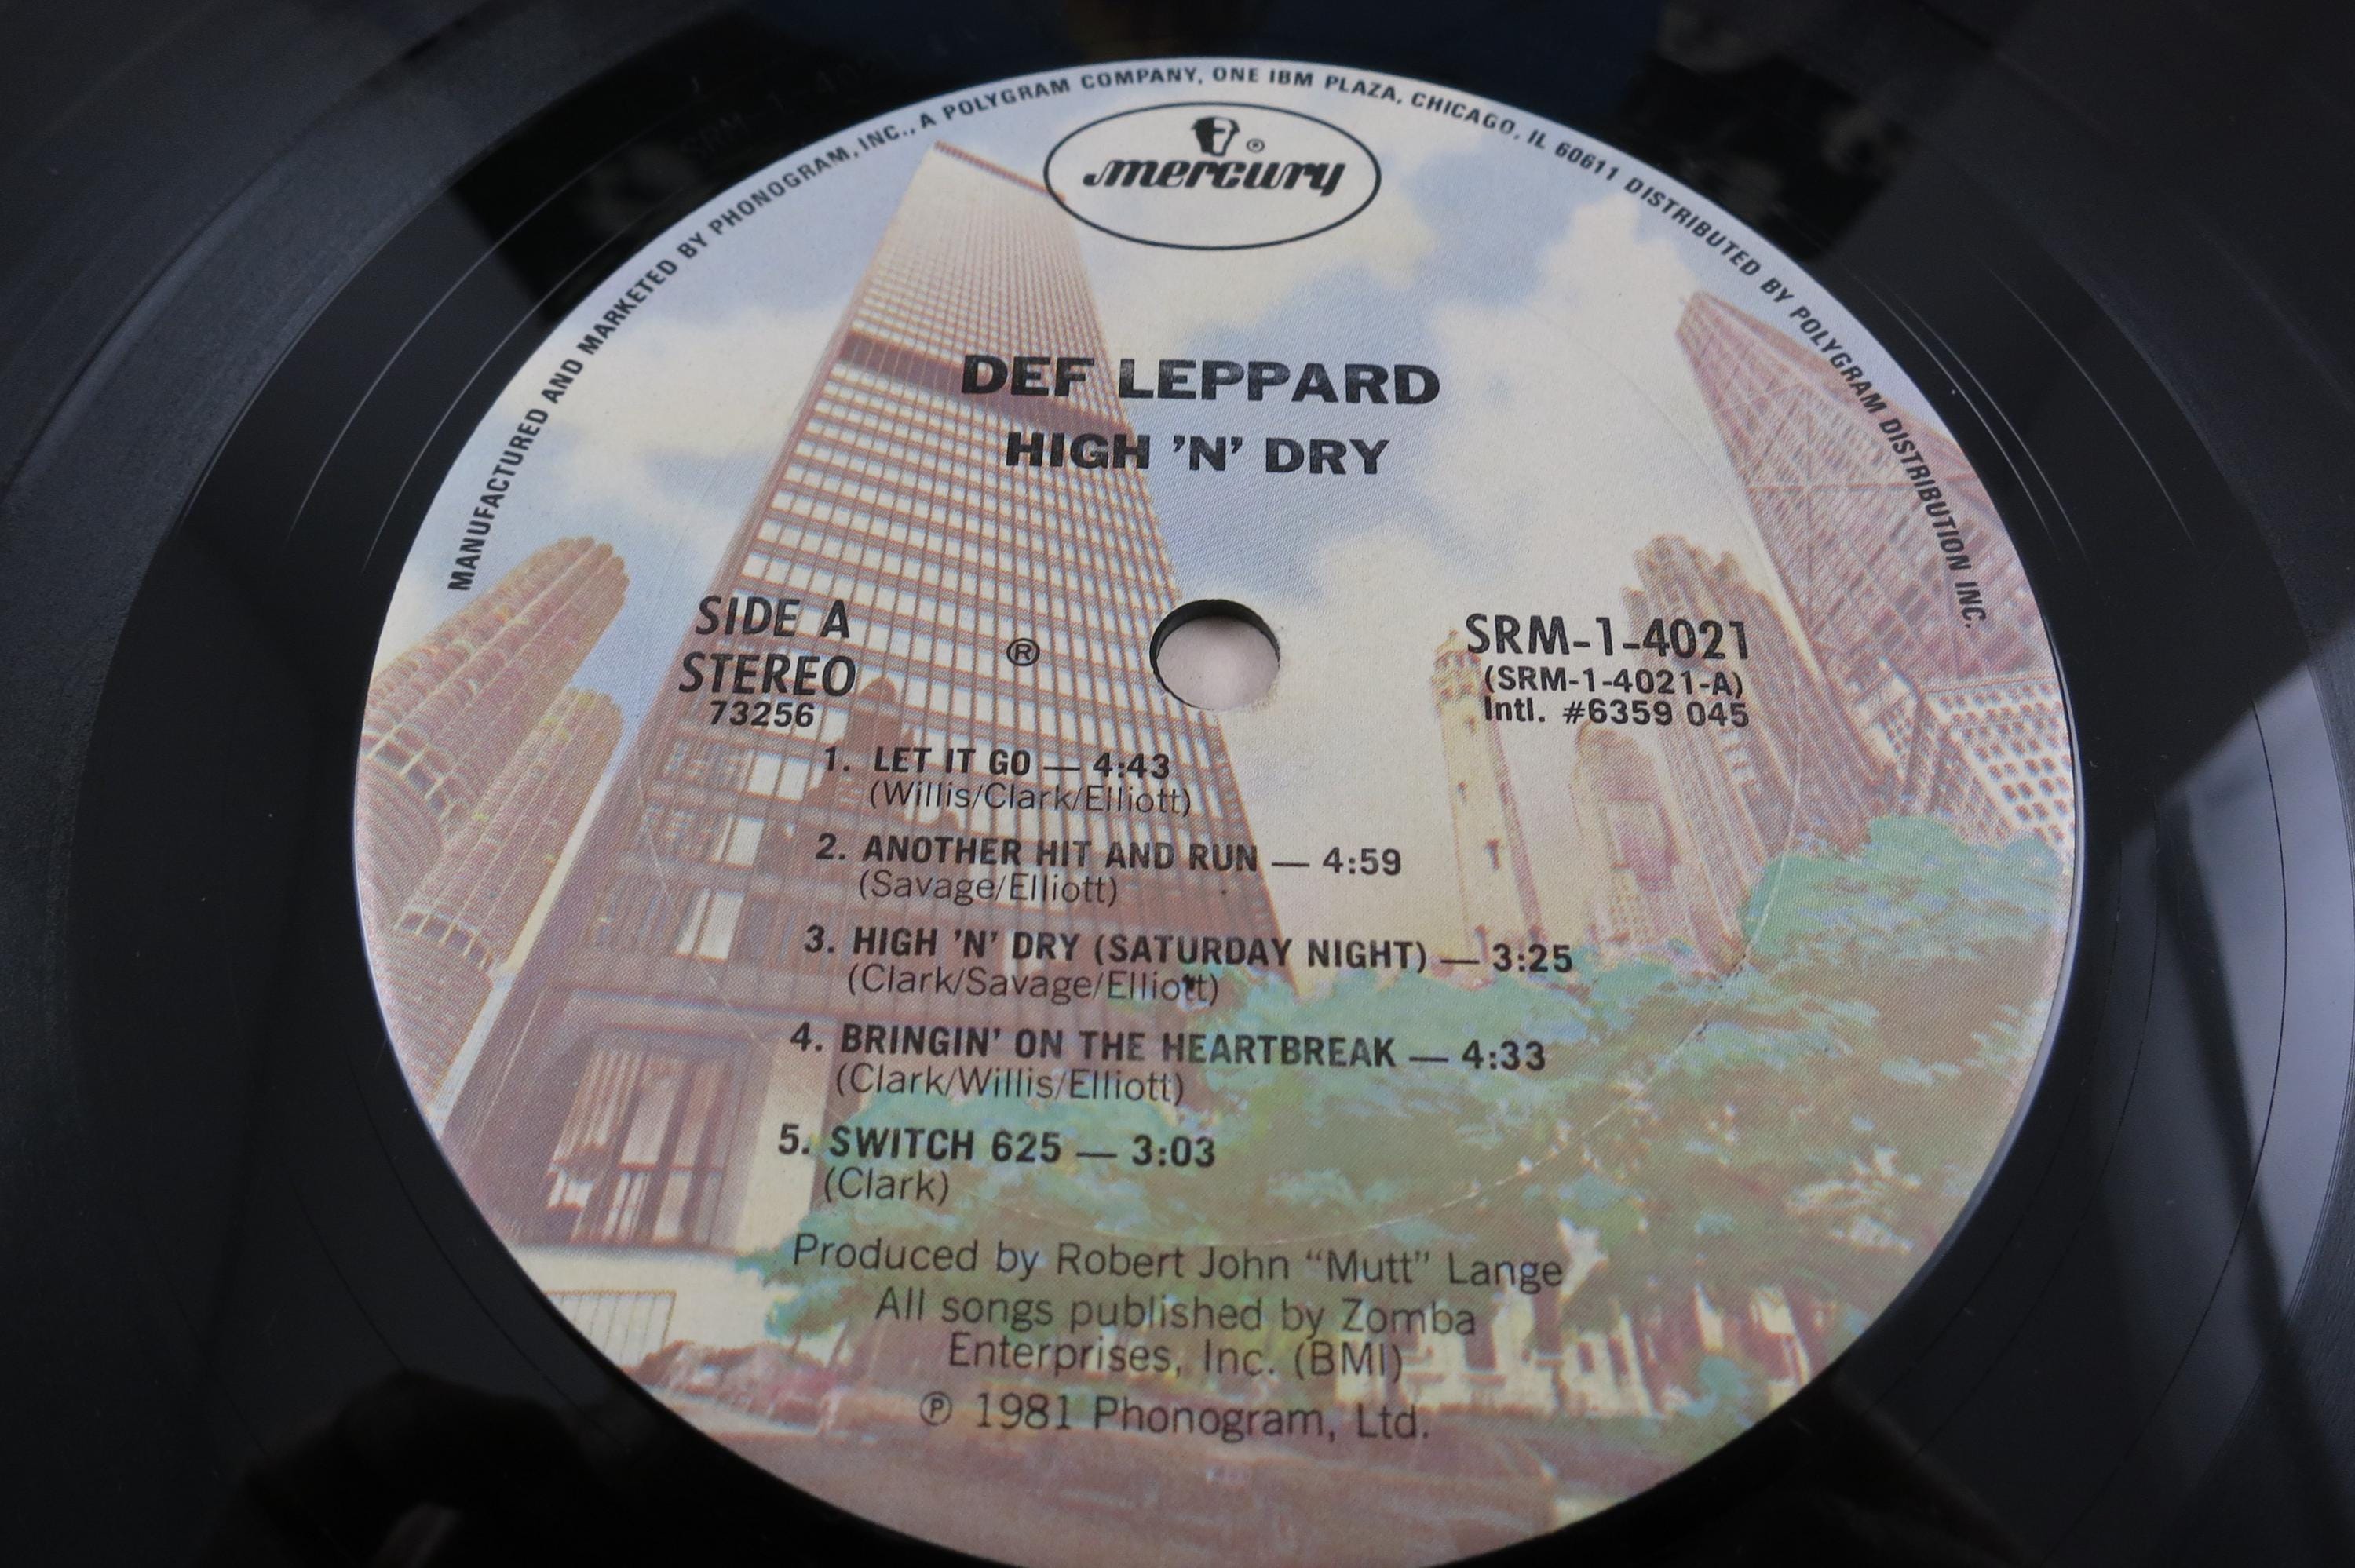 MANUFACTURED AND MARKETED BY PHONOGRAM, INC., A POLYGRAM COMPANY, ONE IBM PLAZA, CHICAGO, IL 60611 DISTRIBUTED BY POLYGRAM DISTRIBUTION INC.
®
mercury
DEF LEPPARD
HIGH 'N' DRY
SIDE A
STEREO
73256
®
SRM-1-4021
(SRM-1-4021-A)
Intl. #6359 045
1. LET IT GO — 4:43
(Willis/Clark/Elliott)
2. ANOTHER HIT AND RUN — 4:59
(Savage/Elliott)
3. HIGH 'N' DRY (SATURDAY NIGHT) — 3:25
(Clark/Savage/Elliott)
4. BRINGIN' ON THE HEARTBREAK — 4:33
(Clark/Willis/Elliott)
5. SWITCH 625 — 3:03
(Clark)
Produced by Robert John “Mutt” Lange
All songs published by Zomba
Enterprises, Inc. (BMI)
℗ 1981 Phonogram, Ltd.